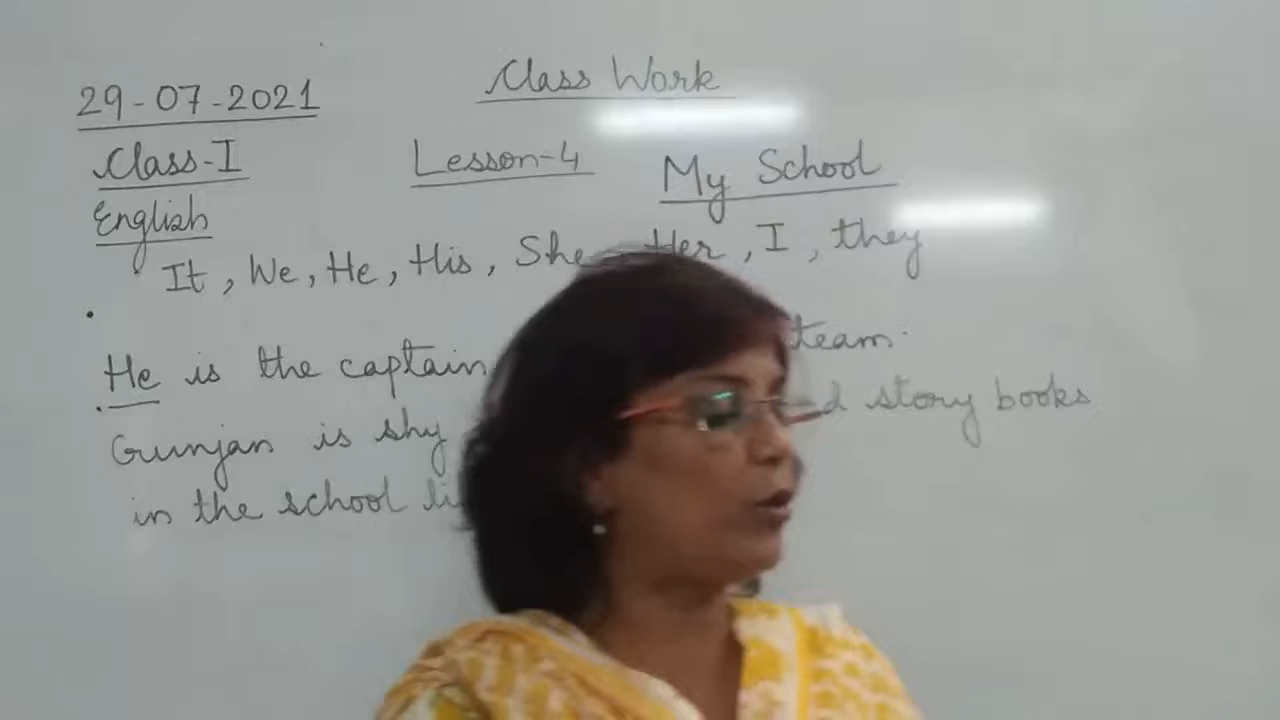 Class Work
29-07-2021
Class-I Lesson-4 My School
English
It, We, He, His, She Her, I, they
He is the captain team.
Gunjan is shy story books
in the school